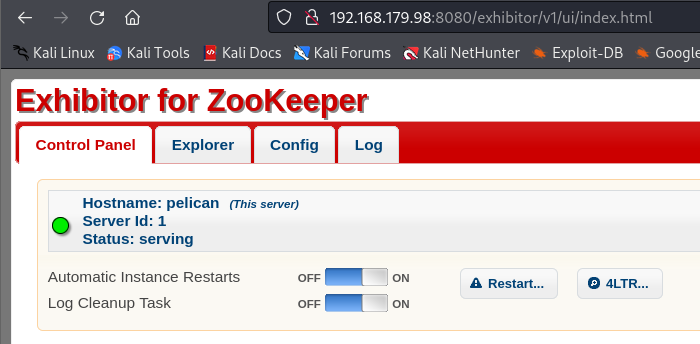 192.168.179.98:8080/exhibitor/v1/ui/index.html
Kali Linux Kali Tools Kali Docs Kali Forums Kali NetHunter Exploit-DB Google
Exhibitor for ZooKeeper
Control Panel Explorer Config Log
Hostname: pelican (This server)
Server Id: 1
Status: serving
Automatic Instance Restarts OFF ON Restart... 4LTR...
Log Cleanup Task OFF ON